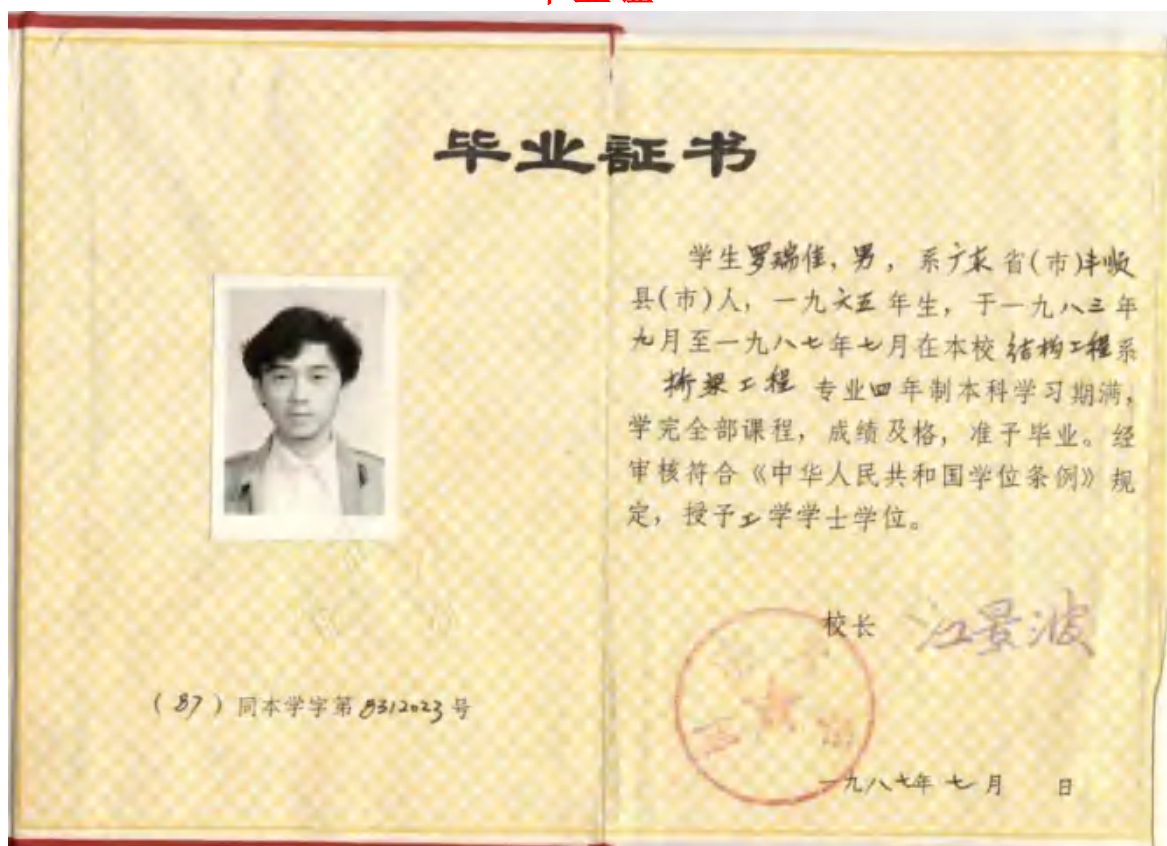 毕业証书
学生罗瑞佳，男，系广东省(市)丰顺
县(市)人，一九六五年生，于一九八三年
九月至一九八七年七月在本校结构工程系
桥梁工程 专业四年制本科学习期满，
学完全部课程，成绩及格，准予毕业。经
审核符合《中华人民共和国学位条例》规
定，授予工学学士学位。
校长 江景波
(87)同本学字第8312023号
一九八七年七月 日